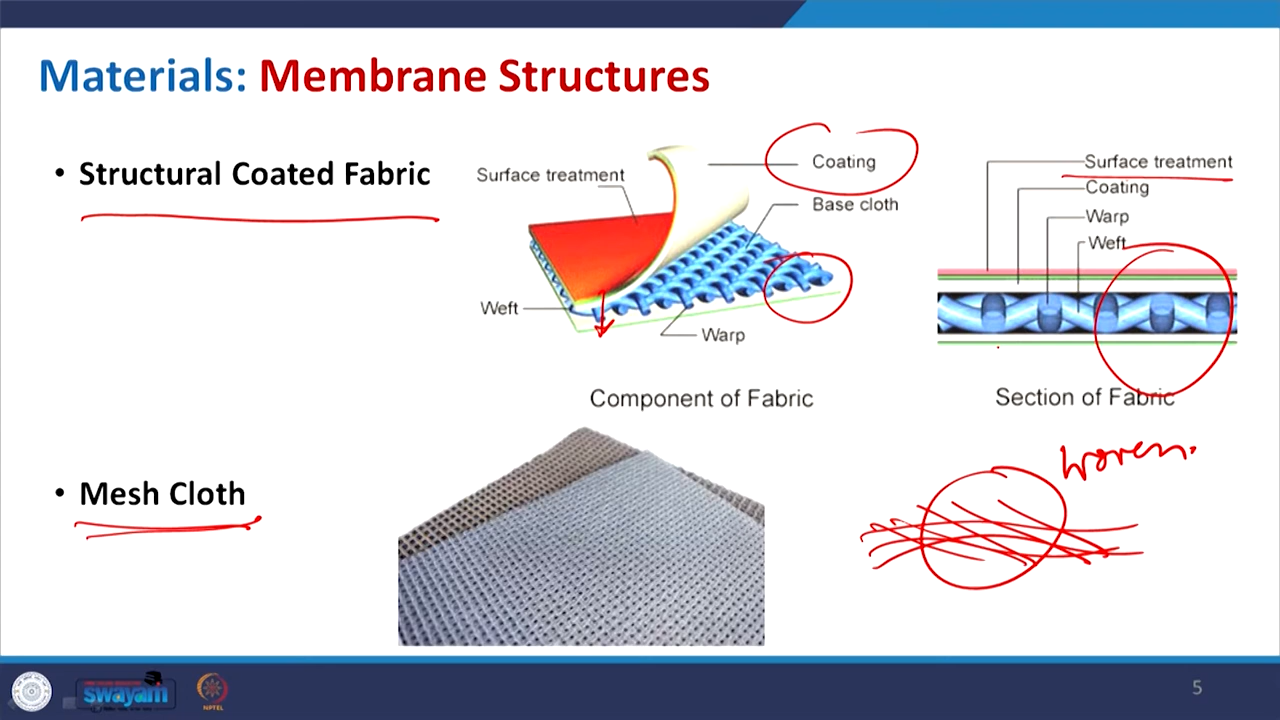 Materials: Membrane Structures
• Structural Coated Fabric
Surface treatment
Coating
Base cloth
Weft
Warp
Component of Fabric
Surface treatment
Coating
Warp
Weft
Section of Fabric
• Mesh Cloth
woven.
swayam
NPTEL
5